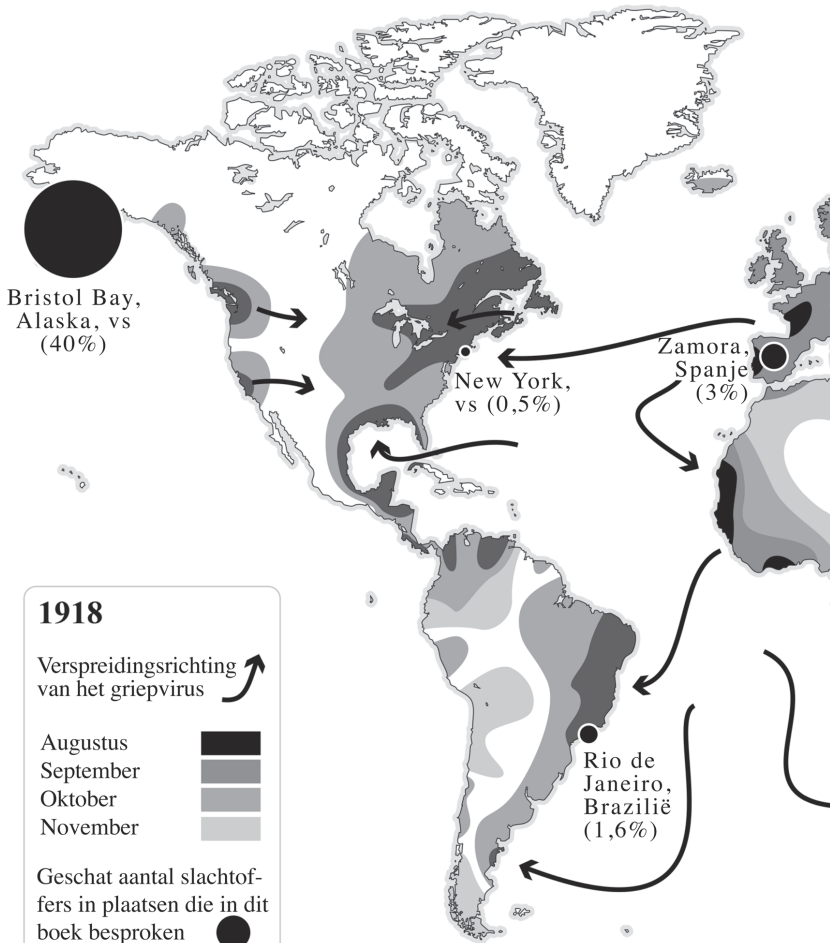 Bristol Bay,
Alaska, vs
(40%)
New York,
vs (0,5%)
Zamora,
Spanje
(3%)
Rio de
Janeiro,
Brazilië
(1,6%)
1918
Verspreidingsrichting
van het griepvirus
Augustus
September
Oktober
November
Geschat aantal slachtof-
fers in plaatsen die in dit
boek besproken